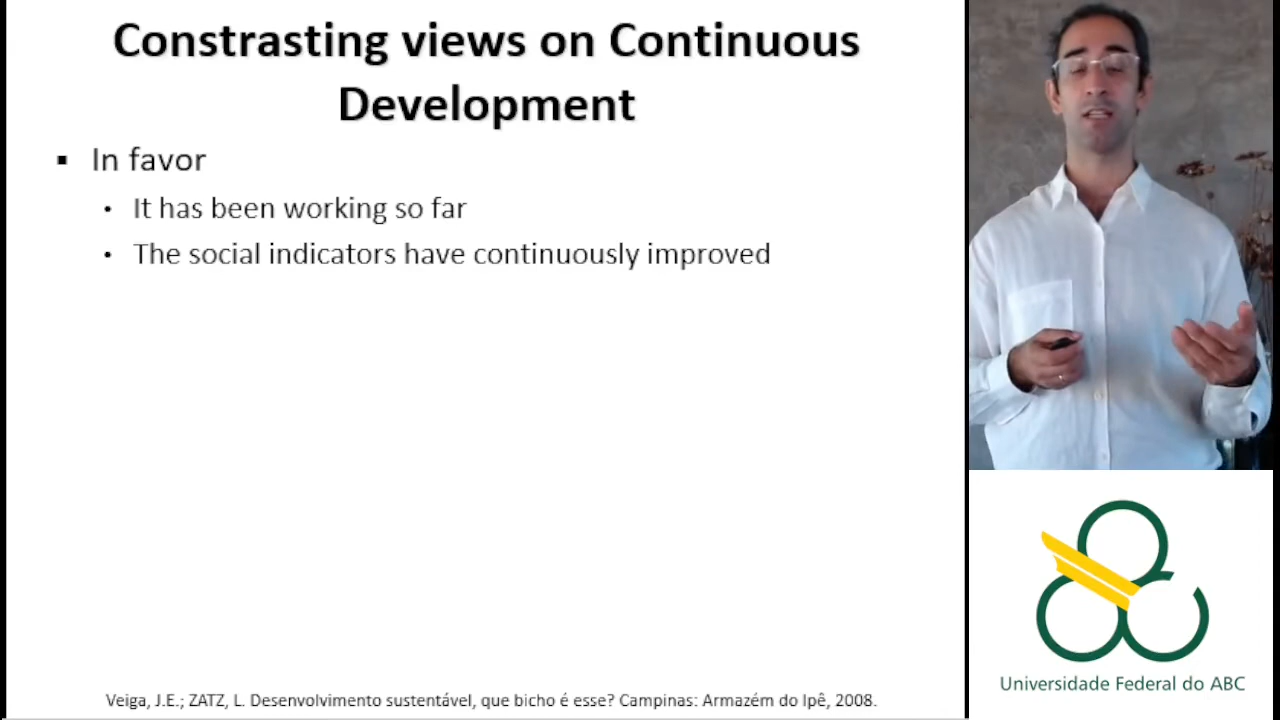 Constrasting views on Continuous
Development
▪ In favor
• It has been working so far
• The social indicators have continuously improved
Veiga, J.E.; ZATZ, L. Desenvolvimento sustentável, que bicho é esse? Campinas: Armazém do Ipê, 2008.
Universidade Federal do ABC